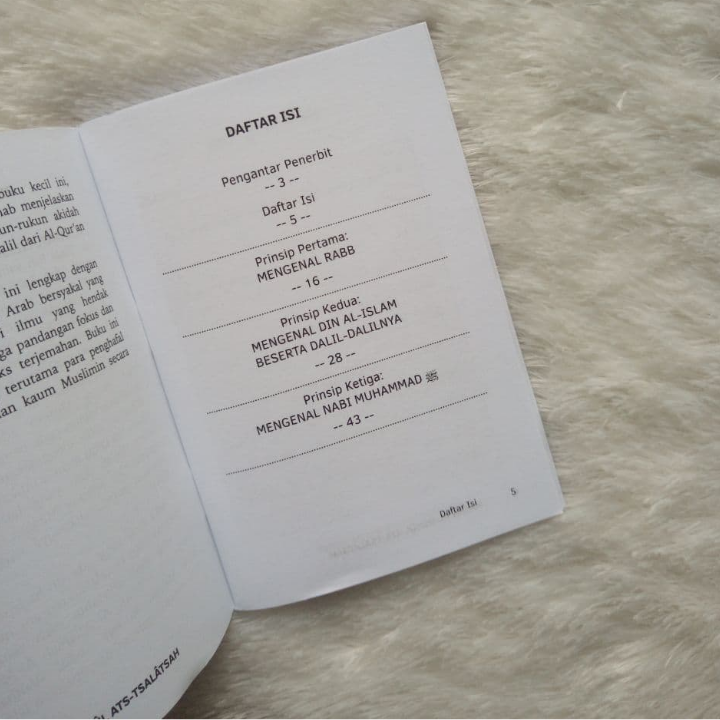 buku kecil ini,
menjelaskan
akidah
dari Al-Qur'an
ini lengkap dengan
Arab bersyakal yang
ilmu yang hendak
pandangan fokus dan
terjemahan. Buku ini
terutama para penghafal
kaum Muslimin secara
ATS-TSALÂTSAH
DAFTAR ISI
Pengantar Penerbit
-- 3 --
Daftar Isi
-- 5 --
Prinsip Pertama:
MENGENAL RABB
-- 16 --
Prinsip Kedua:
MENGENAL DIN AL-ISLAM
BESERTA DALIL-DALILNYA
-- 28 --
Prinsip Ketiga:
MENGENAL NABI MUHAMMAD ﷺ
-- 43 --
Daftar Isi 5